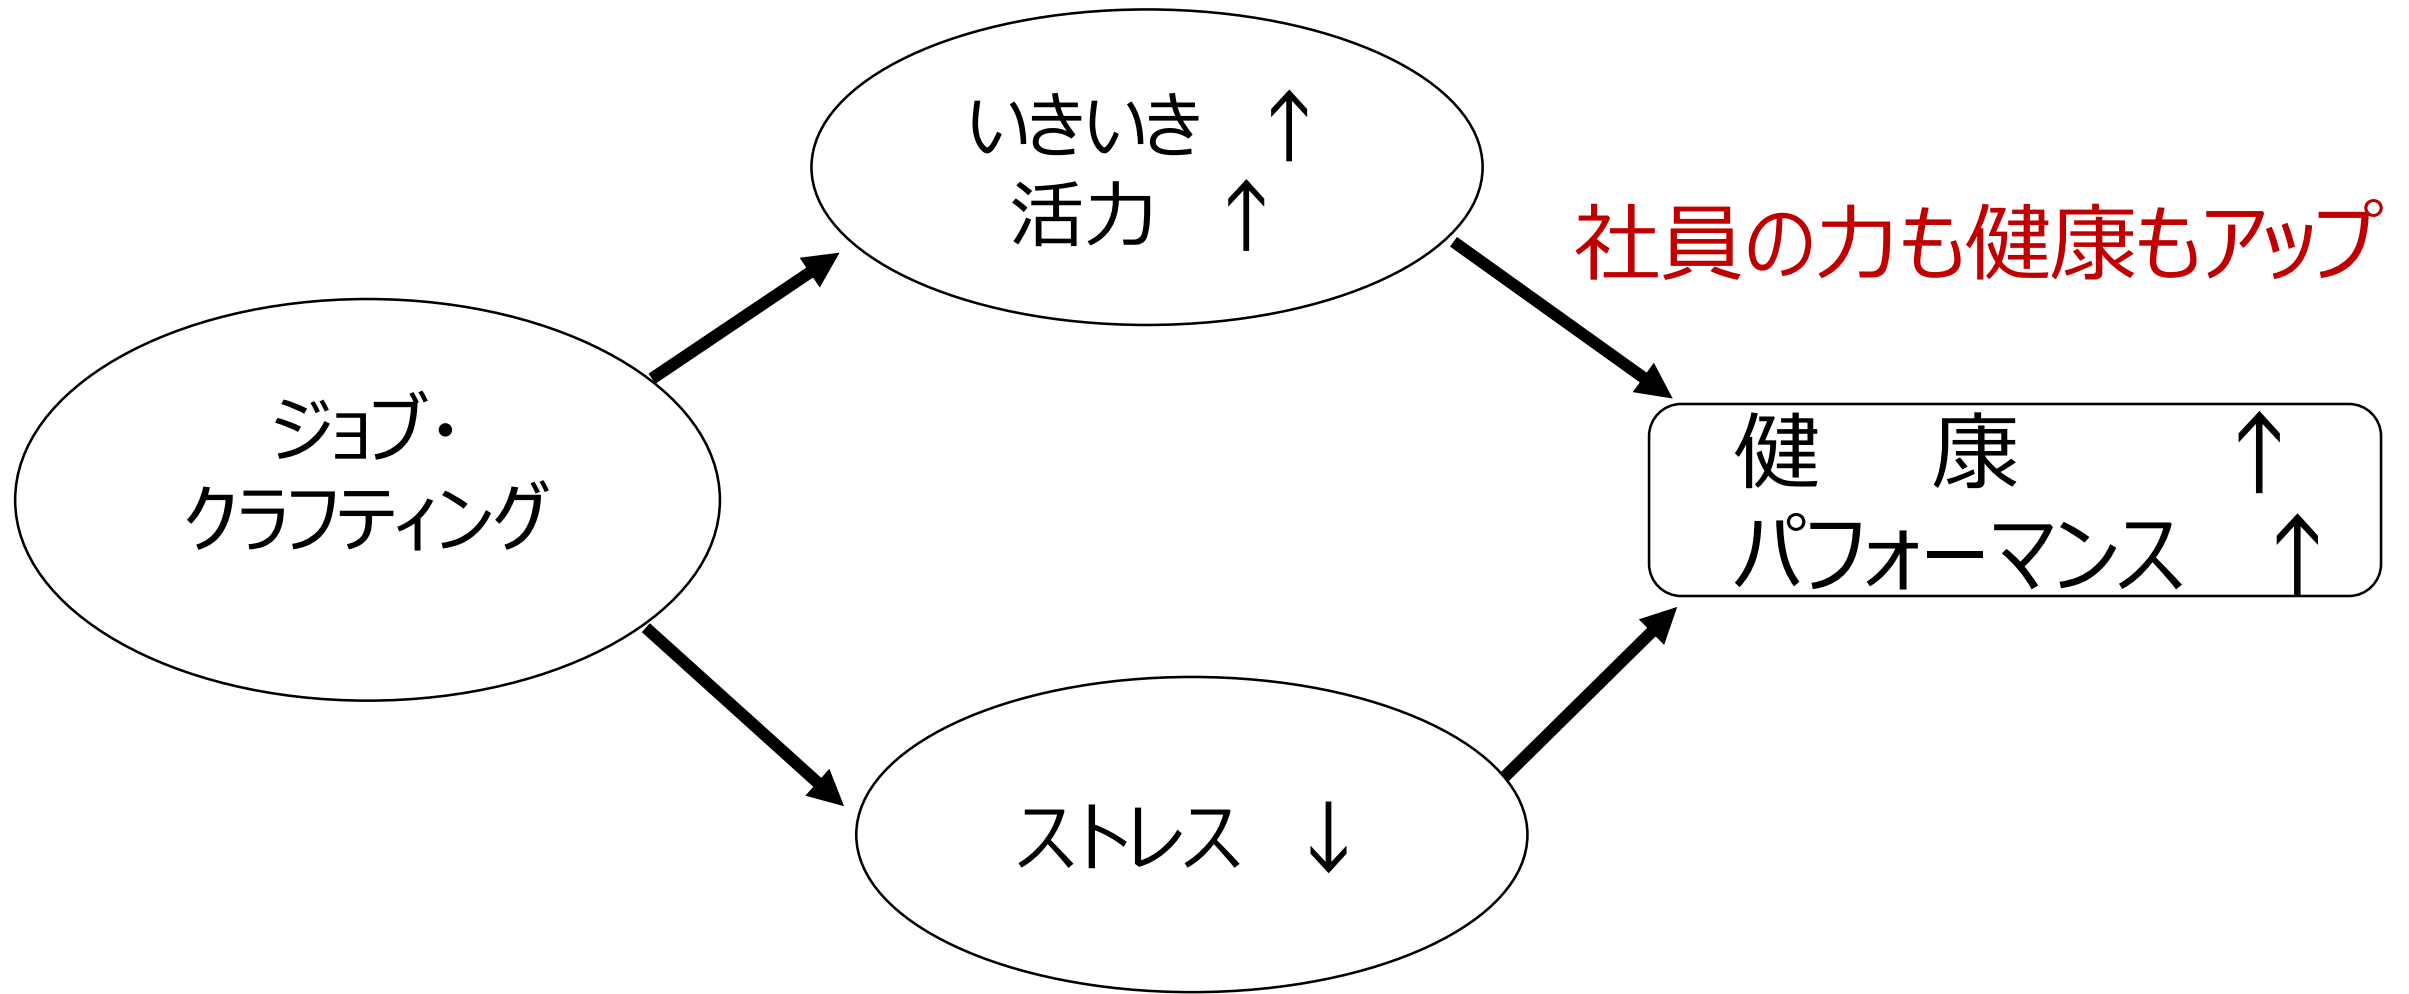 いきいき ↑
活力 ↑
社員の力も健康もアップ
ジョブ・
クラフティング
健 康 ↑
パフォーマンス ↑
ストレス ↓